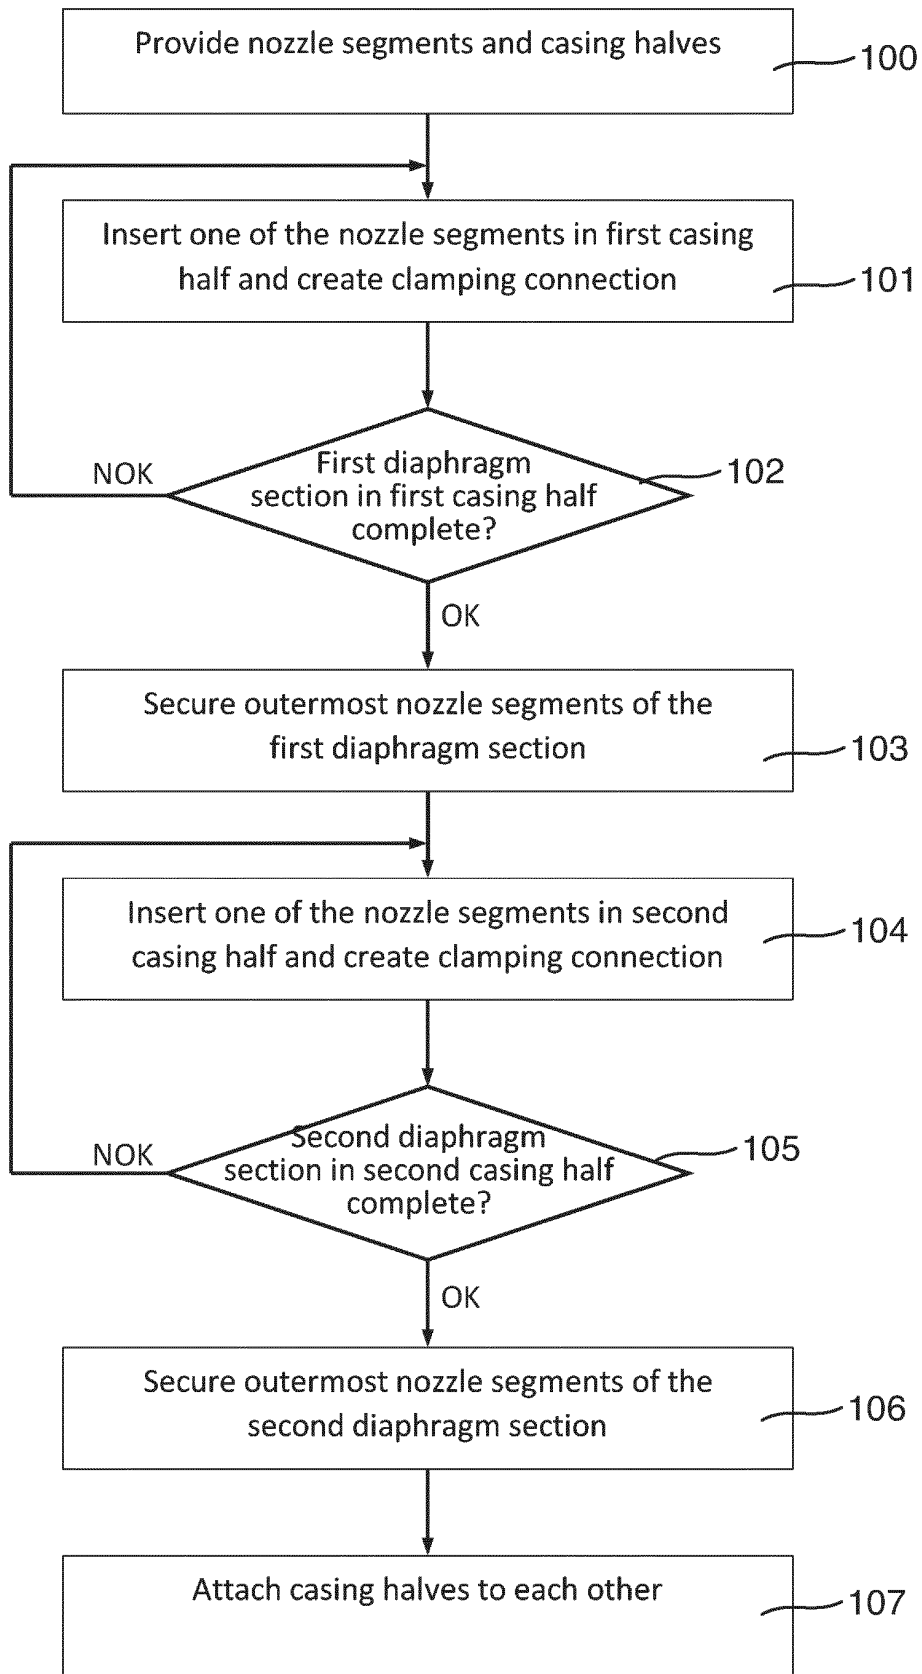 Provide nozzle segments and casing halves
100
Insert one of the nozzle segments in first casing
half and create clamping connection
101
First diaphragm
section in first casing half
complete?
102
NOK
OK
Secure outermost nozzle segments of the
first diaphragm section
103
Insert one of the nozzle segments in second
casing half and create clamping connection
104
Second diaphragm
section in second casing half
complete?
105
NOK
OK
Secure outermost nozzle segments of the
second diaphragm section
106
Attach casing halves to each other
107